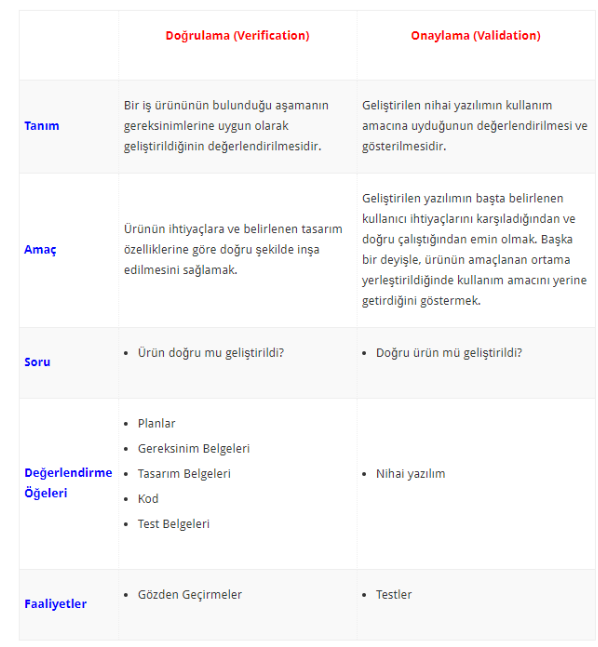 Doğrulama (Verification)
Onaylama (Validation)
Tanım
Bir iş ürününün bulunduğu aşamanın
gereksinimlerine uygun olarak
geliştirildiğinin değerlendirilmesidir.
Geliştirilen nihai yazılımın kullanım
amacına uyduğunun değerlendirilmesi ve
gösterilmesidir.
Amaç
Ürünün ihtiyaçlara ve belirlenen tasarım
özelliklerine göre doğru şekilde inşa
edilmesini sağlamak.
Geliştirilen yazılımın başta belirlenen
kullanıcı ihtiyaçlarını karşıladığından ve
doğru çalıştığından emin olmak. Başka
bir deyişle, ürünün amaçlanan ortama
yerleştirildiğinde kullanım amacını yerine
getirdiğini göstermek.
Soru
• Ürün doğru mu geliştirildi?
• Doğru ürün mü geliştirildi?
Değerlendirme
Öğeleri
• Planlar
• Gereksinim Belgeleri
• Tasarım Belgeleri
• Kod
• Test Belgeleri
• Nihai yazılım
Faaliyetler
• Gözden Geçirmeler
• Testler